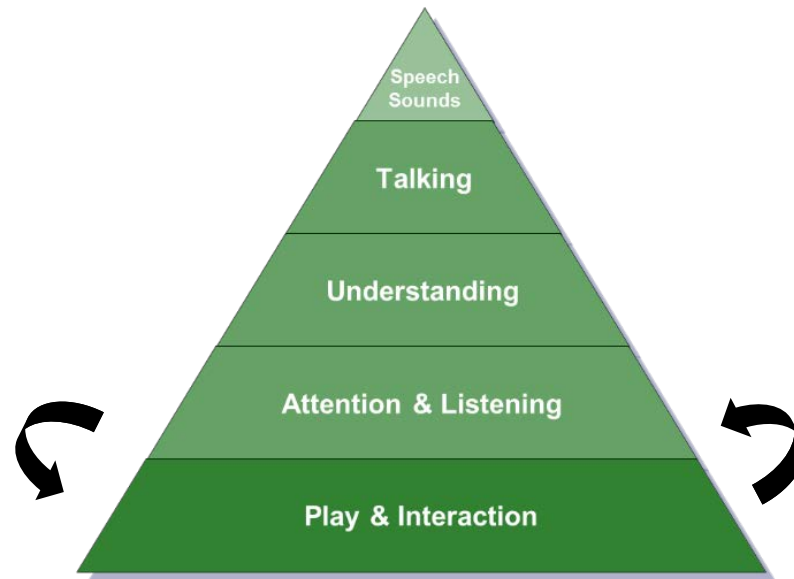 Speech
Sounds
Talking
Understanding
Attention & Listening
Play & Interaction